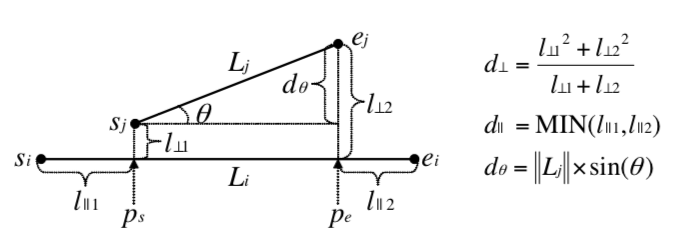 e_j
L_j
d_θ
l_⊥2
s_j
θ
l_⊥1
s_i
e_i
L_i
l_∥1
l_∥2
p_s
p_e
d_⊥ = (l_⊥1² + l_⊥2²) / (l_⊥1 + l_⊥2)
d_∥ = MIN(l_∥1, l_∥2)
d_θ = ‖L_j‖ × sin(θ)